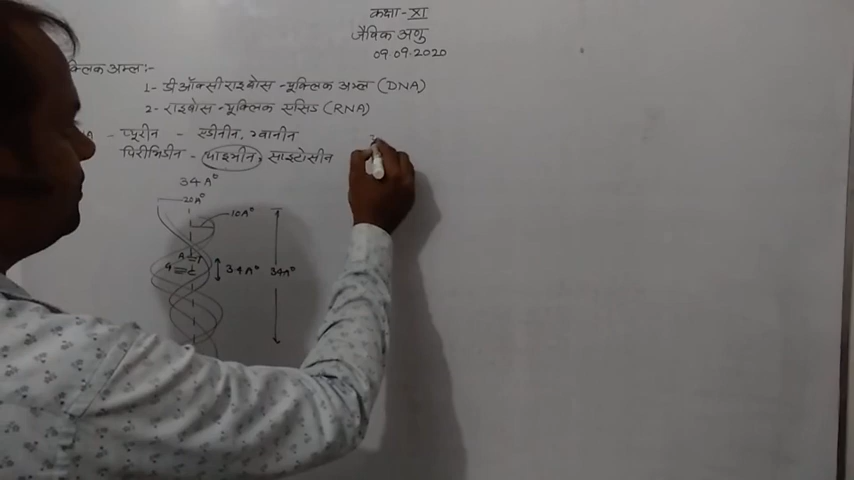 कक्षा-XI
जैविक अणु
09.09.2020
क्लिक अम्ल:-
1- डीऑक्सीराइबोस -न्यूक्लिक अम्ल (DNA)
2- राइबोस-न्यूक्लिक एसिड (RNA)
A - प्यूरीन - एडीनीन, ग्वानीन
पिरीमिडीन - थाइमीन, साइटोसीन
34A°
20A°
10A°
A=T
G≡C
3.4A°
34A°